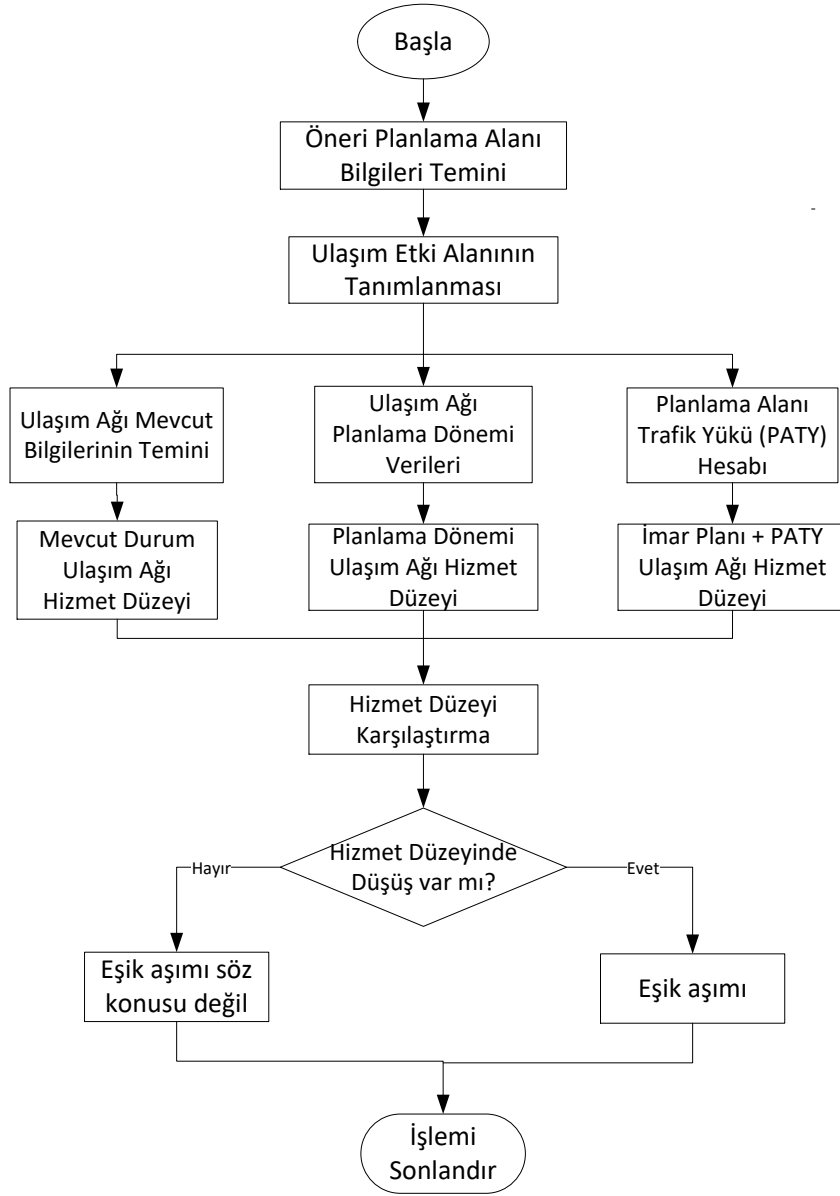 Başla
Öneri Planlama Alanı
Bilgileri Temini
-
Ulaşım Etki Alanının
Tanımlanması
Ulaşım Ağı Mevcut
Bilgilerinin Temini
Ulaşım Ağı
Planlama Dönemi
Verileri
Planlama Alanı
Trafik Yükü (PATY)
Hesabı
Mevcut Durum
Ulaşım Ağı
Hizmet Düzeyi
Planlama Dönemi
Ulaşım Ağı Hizmet
Düzeyi
İmar Planı + PATY
Ulaşım Ağı Hizmet
Düzeyi
Hizmet Düzeyi
Karşılaştırma
Hizmet Düzeyinde
Düşüş var mı?
Hayır
Evet
Eşik aşımı söz
konusu değil
Eşik aşımı
İşlemi
Sonlandır